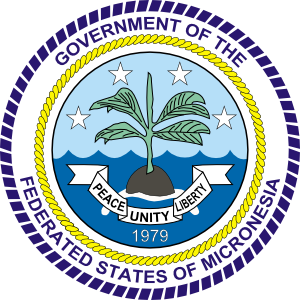 GOVERNMENT OF THE
FEDERATED STATES OF MICRONESIA
PEACE UNITY LIBERTY
1979